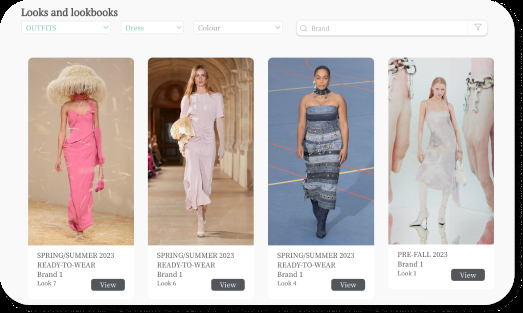 Looks and lookbooks
OUTFITS
Dress
Colour
Brand
SPRING/SUMMER 2023
READY-TO-WEAR
Brand 1
Look 7
View
SPRING/SUMMER 2023
READY-TO-WEAR
Brand 1
Look 6
View
SPRING/SUMMER 2023
READY-TO-WEAR
Brand 1
Look 4
View
PRE-FALL 2023
Brand 1
Look 1
View